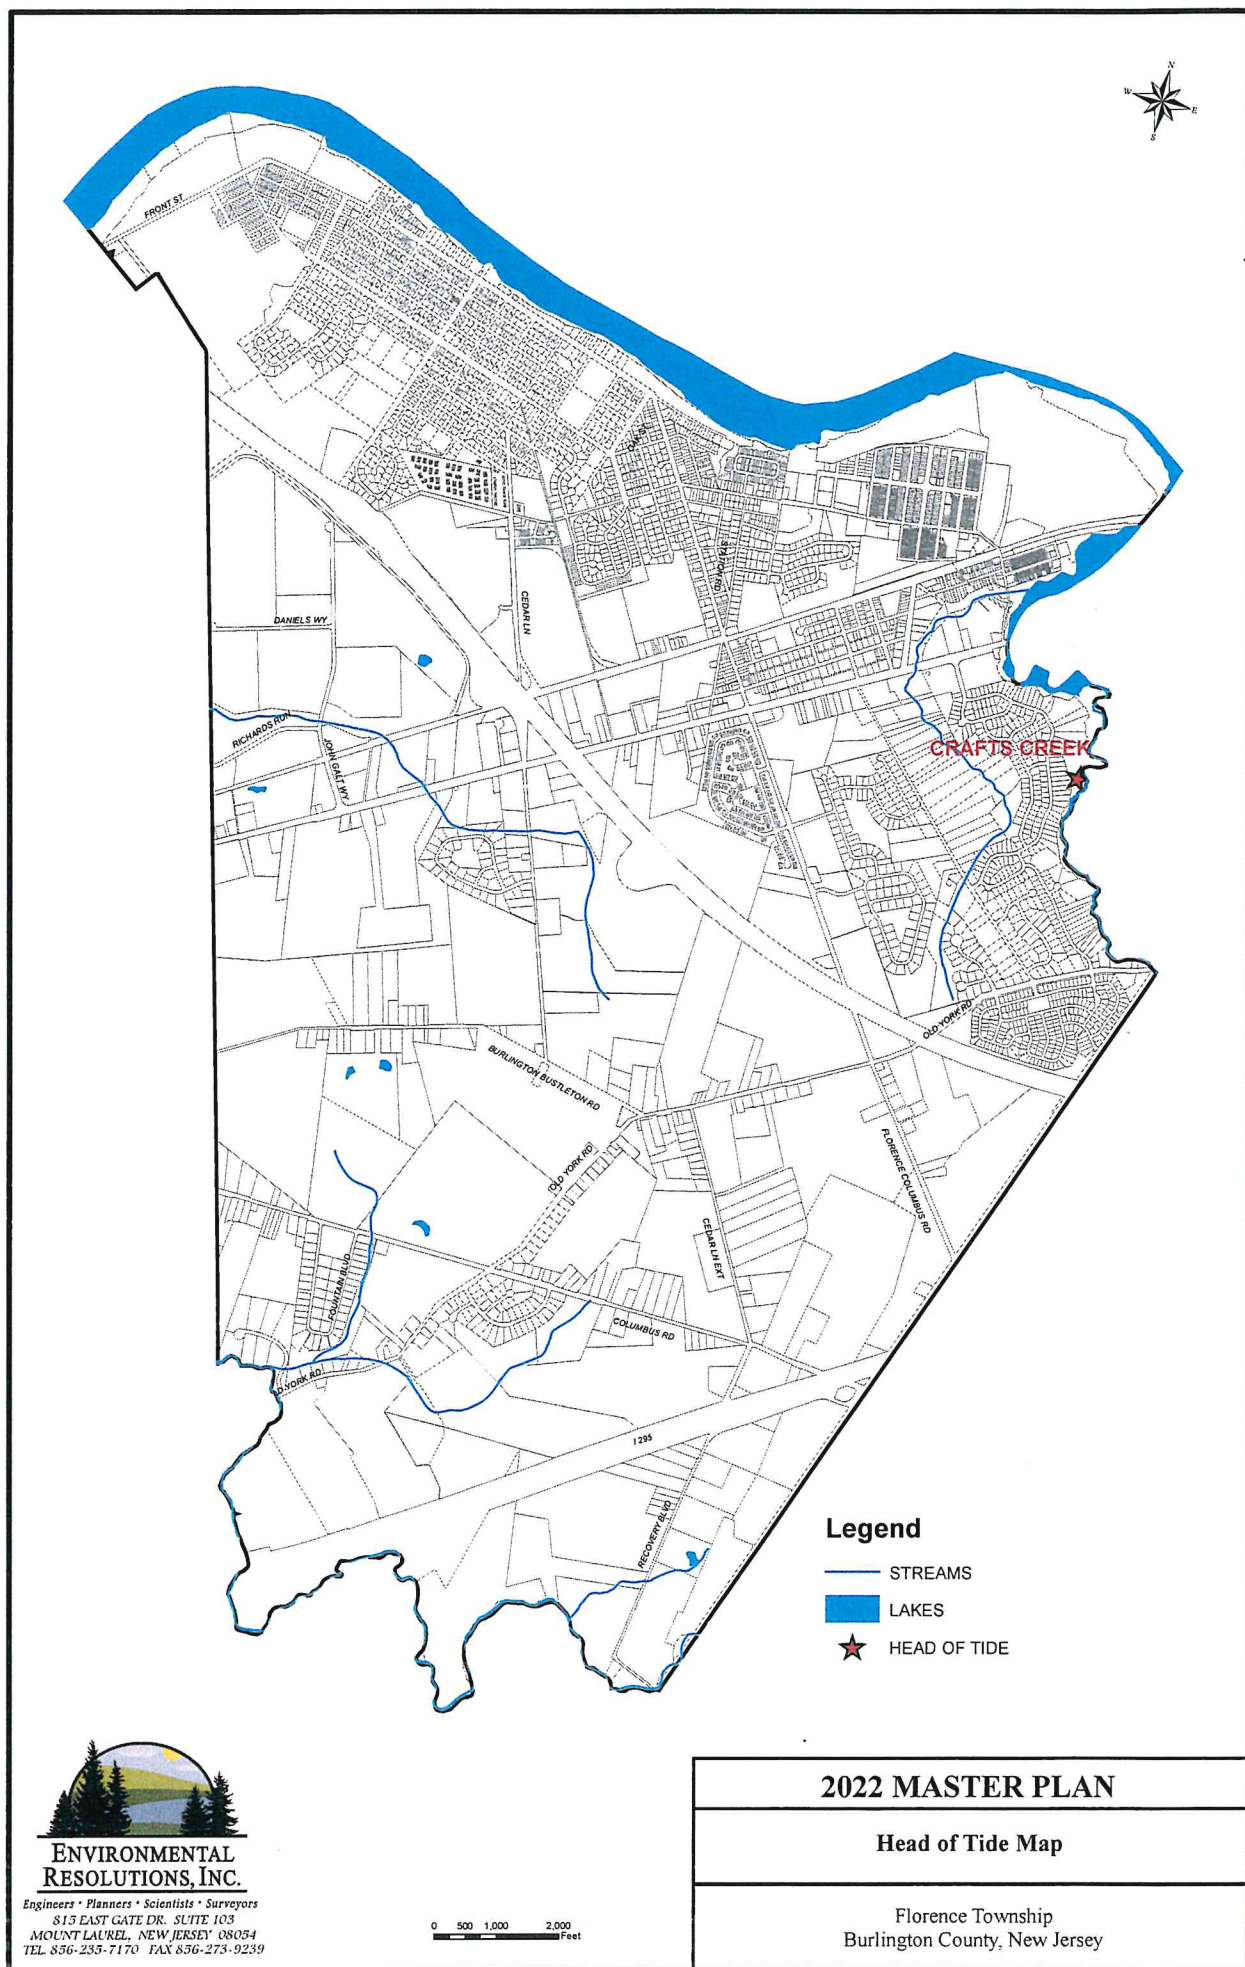 N
W
E
S
FRONT ST
OAK ST
STATION RD
CEDAR LN
DANIELS WY
RICHARDS RUN
JOHN GALT WY
CRAFTS CREEK
OLD YORK RD
BURLINGTON BUSTLETON RD
OLD YORK RD
FLORENCE COLUMBUS RD
CEDAR LN EXT
FOUNTAIN BLVD
COLUMBUS RD
D YORK RD
I 295
RECOVERY BLVD
Legend
STREAMS
LAKES
HEAD OF TIDE
ENVIRONMENTAL
RESOLUTIONS, INC.
Engineers • Planners • Scientists • Surveyors
815 EAST GATE DR. SUITE 103
MOUNT LAUREL, NEW JERSEY 08054
TEL. 856-235-7170 FAX 856-273-9239
0 500 1,000 2,000
Feet
2022 MASTER PLAN
Head of Tide Map
Florence Township
Burlington County, New Jersey